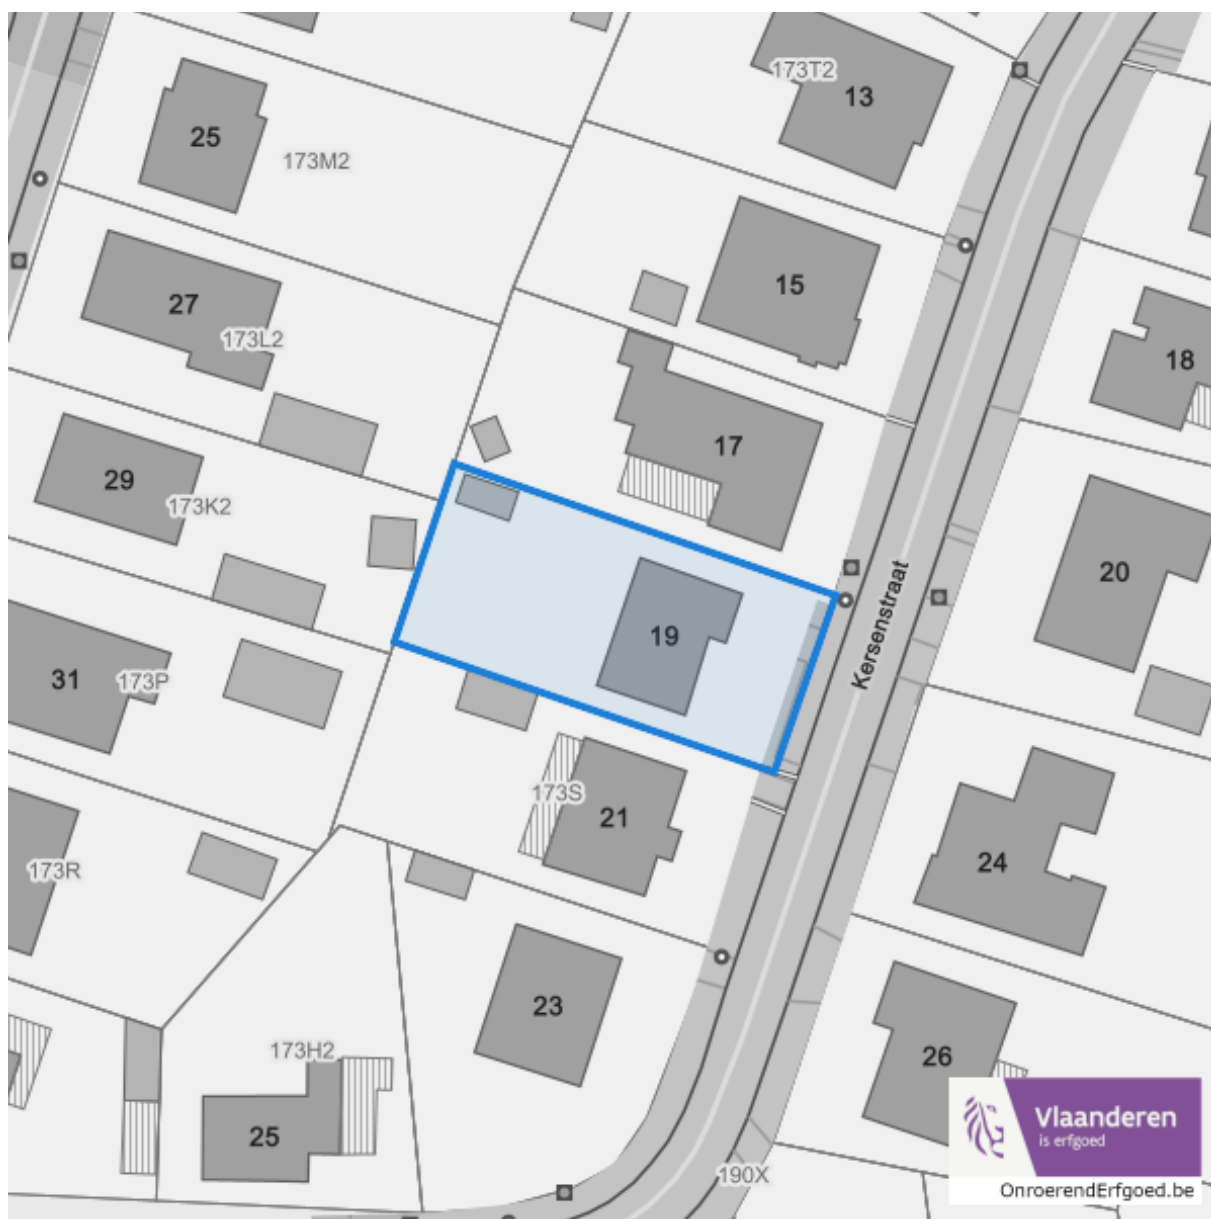 173T2
13
25
173M2
15
27
173L2
18
17
29
173K2
20
Kersenstraat
19
31
173P
173S
21
24
173R
23
173H2
26
25
Vlaanderen
is erfgoed
190X
OnroerendErfgoed.be